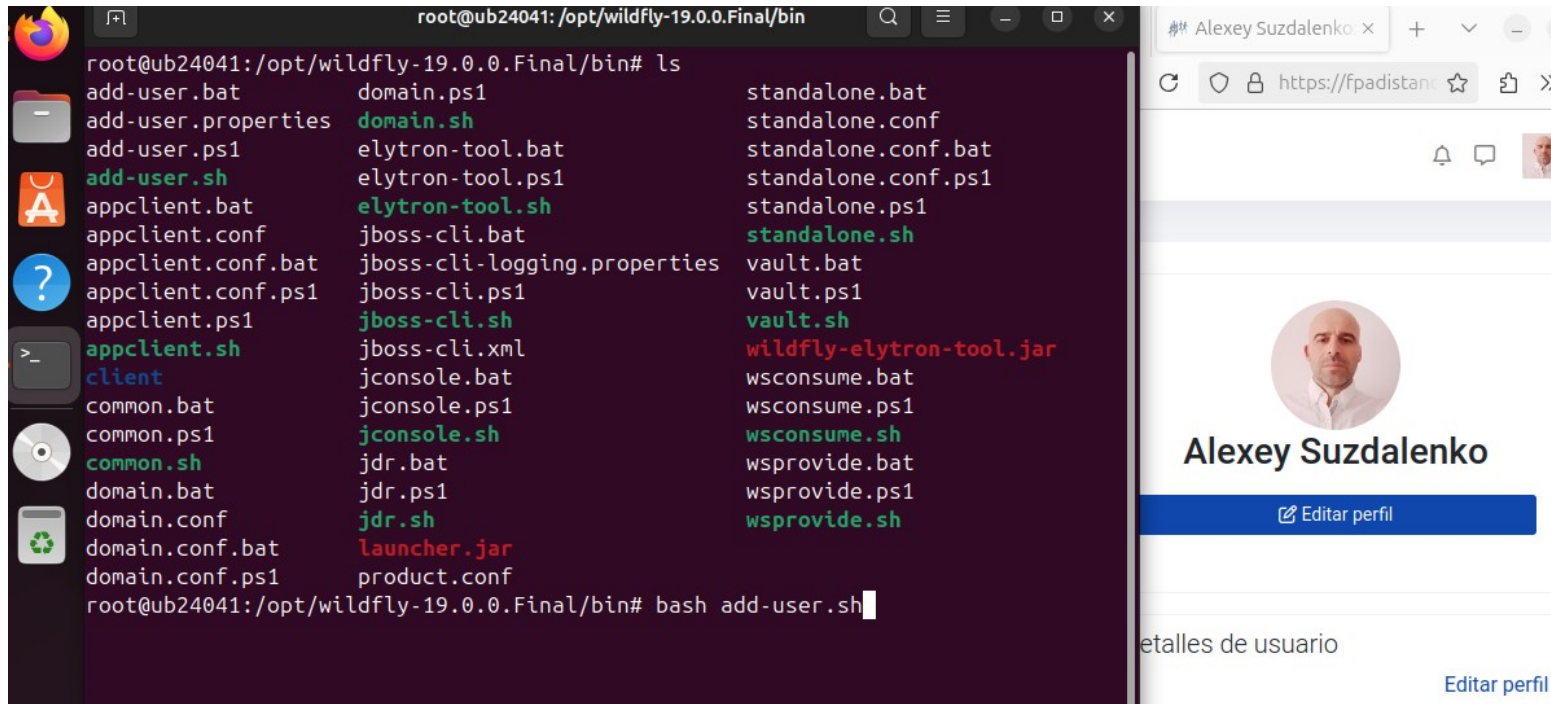 root@ub24041: /opt/wildfly-19.0.0.Final/bin
root@ub24041:/opt/wildfly-19.0.0.Final/bin# ls
add-user.bat domain.ps1 standalone.bat
add-user.properties domain.sh standalone.conf
add-user.ps1 elytron-tool.bat standalone.conf.bat
add-user.sh elytron-tool.ps1 standalone.conf.ps1
appclient.bat elytron-tool.sh standalone.ps1
appclient.conf jboss-cli.bat standalone.sh
appclient.conf.bat jboss-cli-logging.properties vault.bat
appclient.conf.ps1 jboss-cli.ps1 vault.ps1
appclient.ps1 jboss-cli.sh vault.sh
appclient.sh jboss-cli.xml wildfly-elytron-tool.jar
client jconsole.bat wsconsume.bat
common.bat jconsole.ps1 wsconsume.ps1
common.ps1 jconsole.sh wsconsume.sh
common.sh jdr.bat wsprovide.bat
domain.bat jdr.ps1 wsprovide.ps1
domain.conf jdr.sh wsprovide.sh
domain.conf.bat launcher.jar
domain.conf.ps1 product.conf
root@ub24041:/opt/wildfly-19.0.0.Final/bin# bash add-user.sh
Alexey Suzdalenko:
https://fpadistanc
Alexey Suzdalenko
Editar perfil
etalles de usuario
Editar perfil